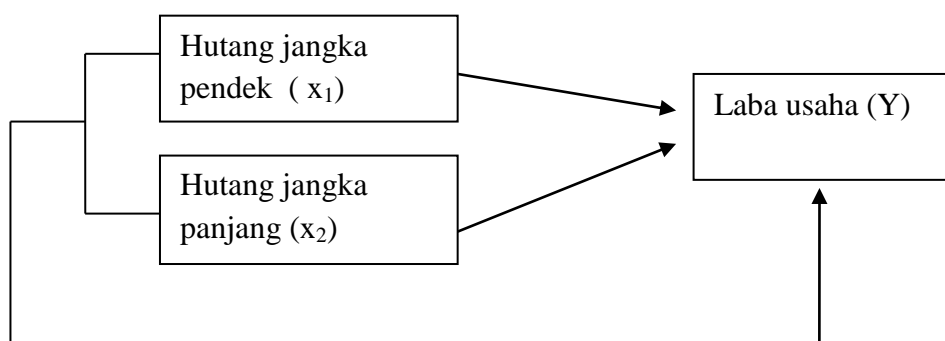 Hutang jangka
pendek ( x₁)
Laba usaha (Y)
Hutang jangka
panjang (x₂)